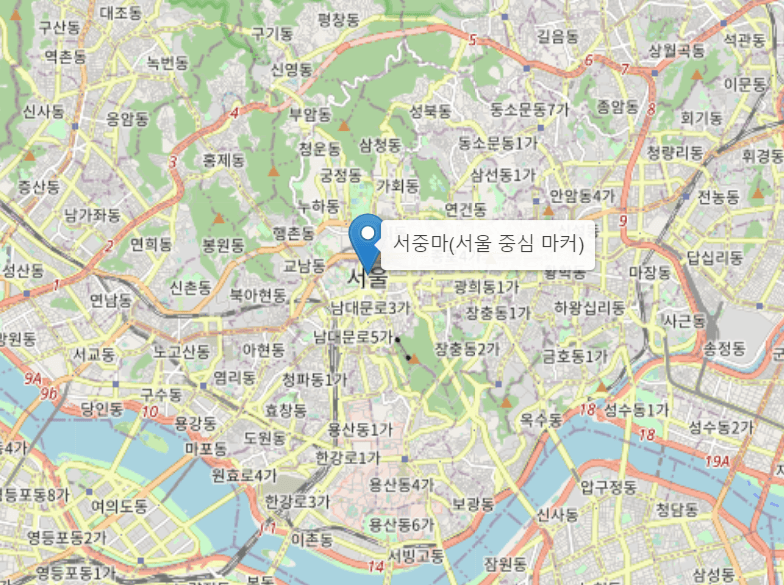 대조동
평창동
구산동
구기동
길음동
석관동
상월곡동
역촌동
녹번동
신영동
5
6
7
이문동
신사동
응암동
4
부암동
성북동
동소문동7가
종암동
8
회기동
3
홍제동
청운동
삼청동
동소문동1가
청량리동
휘경동
증산동
궁정동
가회동
삼선동1가
안암동4가
전농동
남가좌동
누하동
연건동
9
2
연희동
봉원동
행촌동
서중마(서울 중심 마커)
답십리동
성산동
교남동
서울
황학동
마장동
1
연남동
신촌동
북아현동
광희동1가
남대문로3가
장충동1가
하왕십리동
사근동
망원동
서교동
노고산동
아현동
남대문로5가
장충동2가
금호동1가
송정동
9A
9b
염리동
청파동1가
구수동
당인동
10
용강동
효창동
옥수동
18
성수동1가
마포동
도원동
용산동1가
18
성수동2가
원효로4가
한강로1가
19A
여의도동
한강로3가
용산동4가
보광동
압구정동
청담동
영등포동8가
용산동6가
신사동
영등포동2가
이촌동
서빙고동
14
잠원동
영등포동1가
본동
삼성동